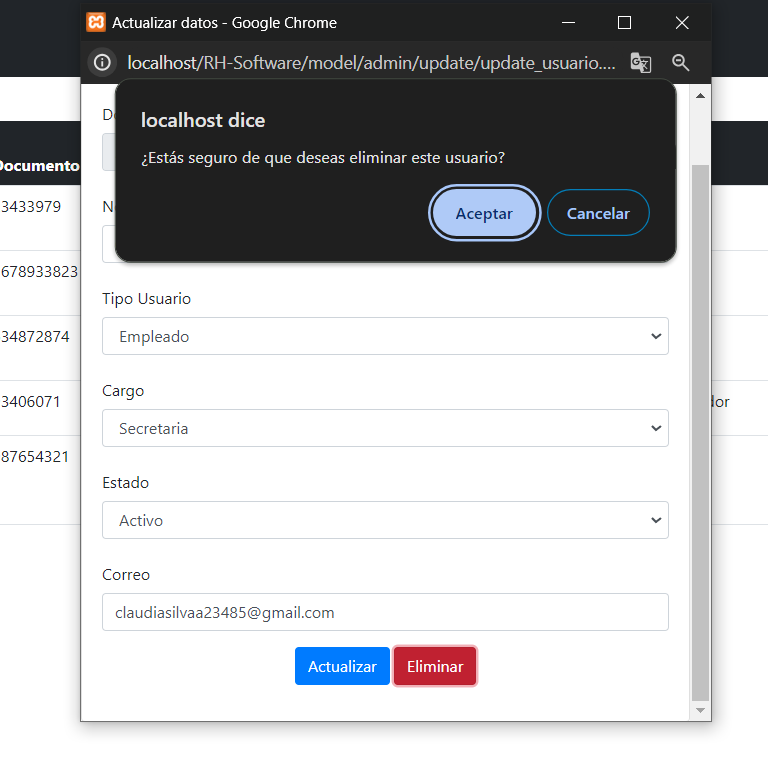 Actualizar datos - Google Chrome
localhost/RH-Software/model/admin/update/update_usuario....
localhost dice
¿Estás seguro de que deseas eliminar este usuario?
Aceptar
Cancelar
Documento
3433979
678933823
34872874
3406071
87654321
Tipo Usuario
Empleado
Cargo
Secretaria
Estado
Activo
Correo
claudiasilvaa23485@gmail.com
Actualizar
Eliminar